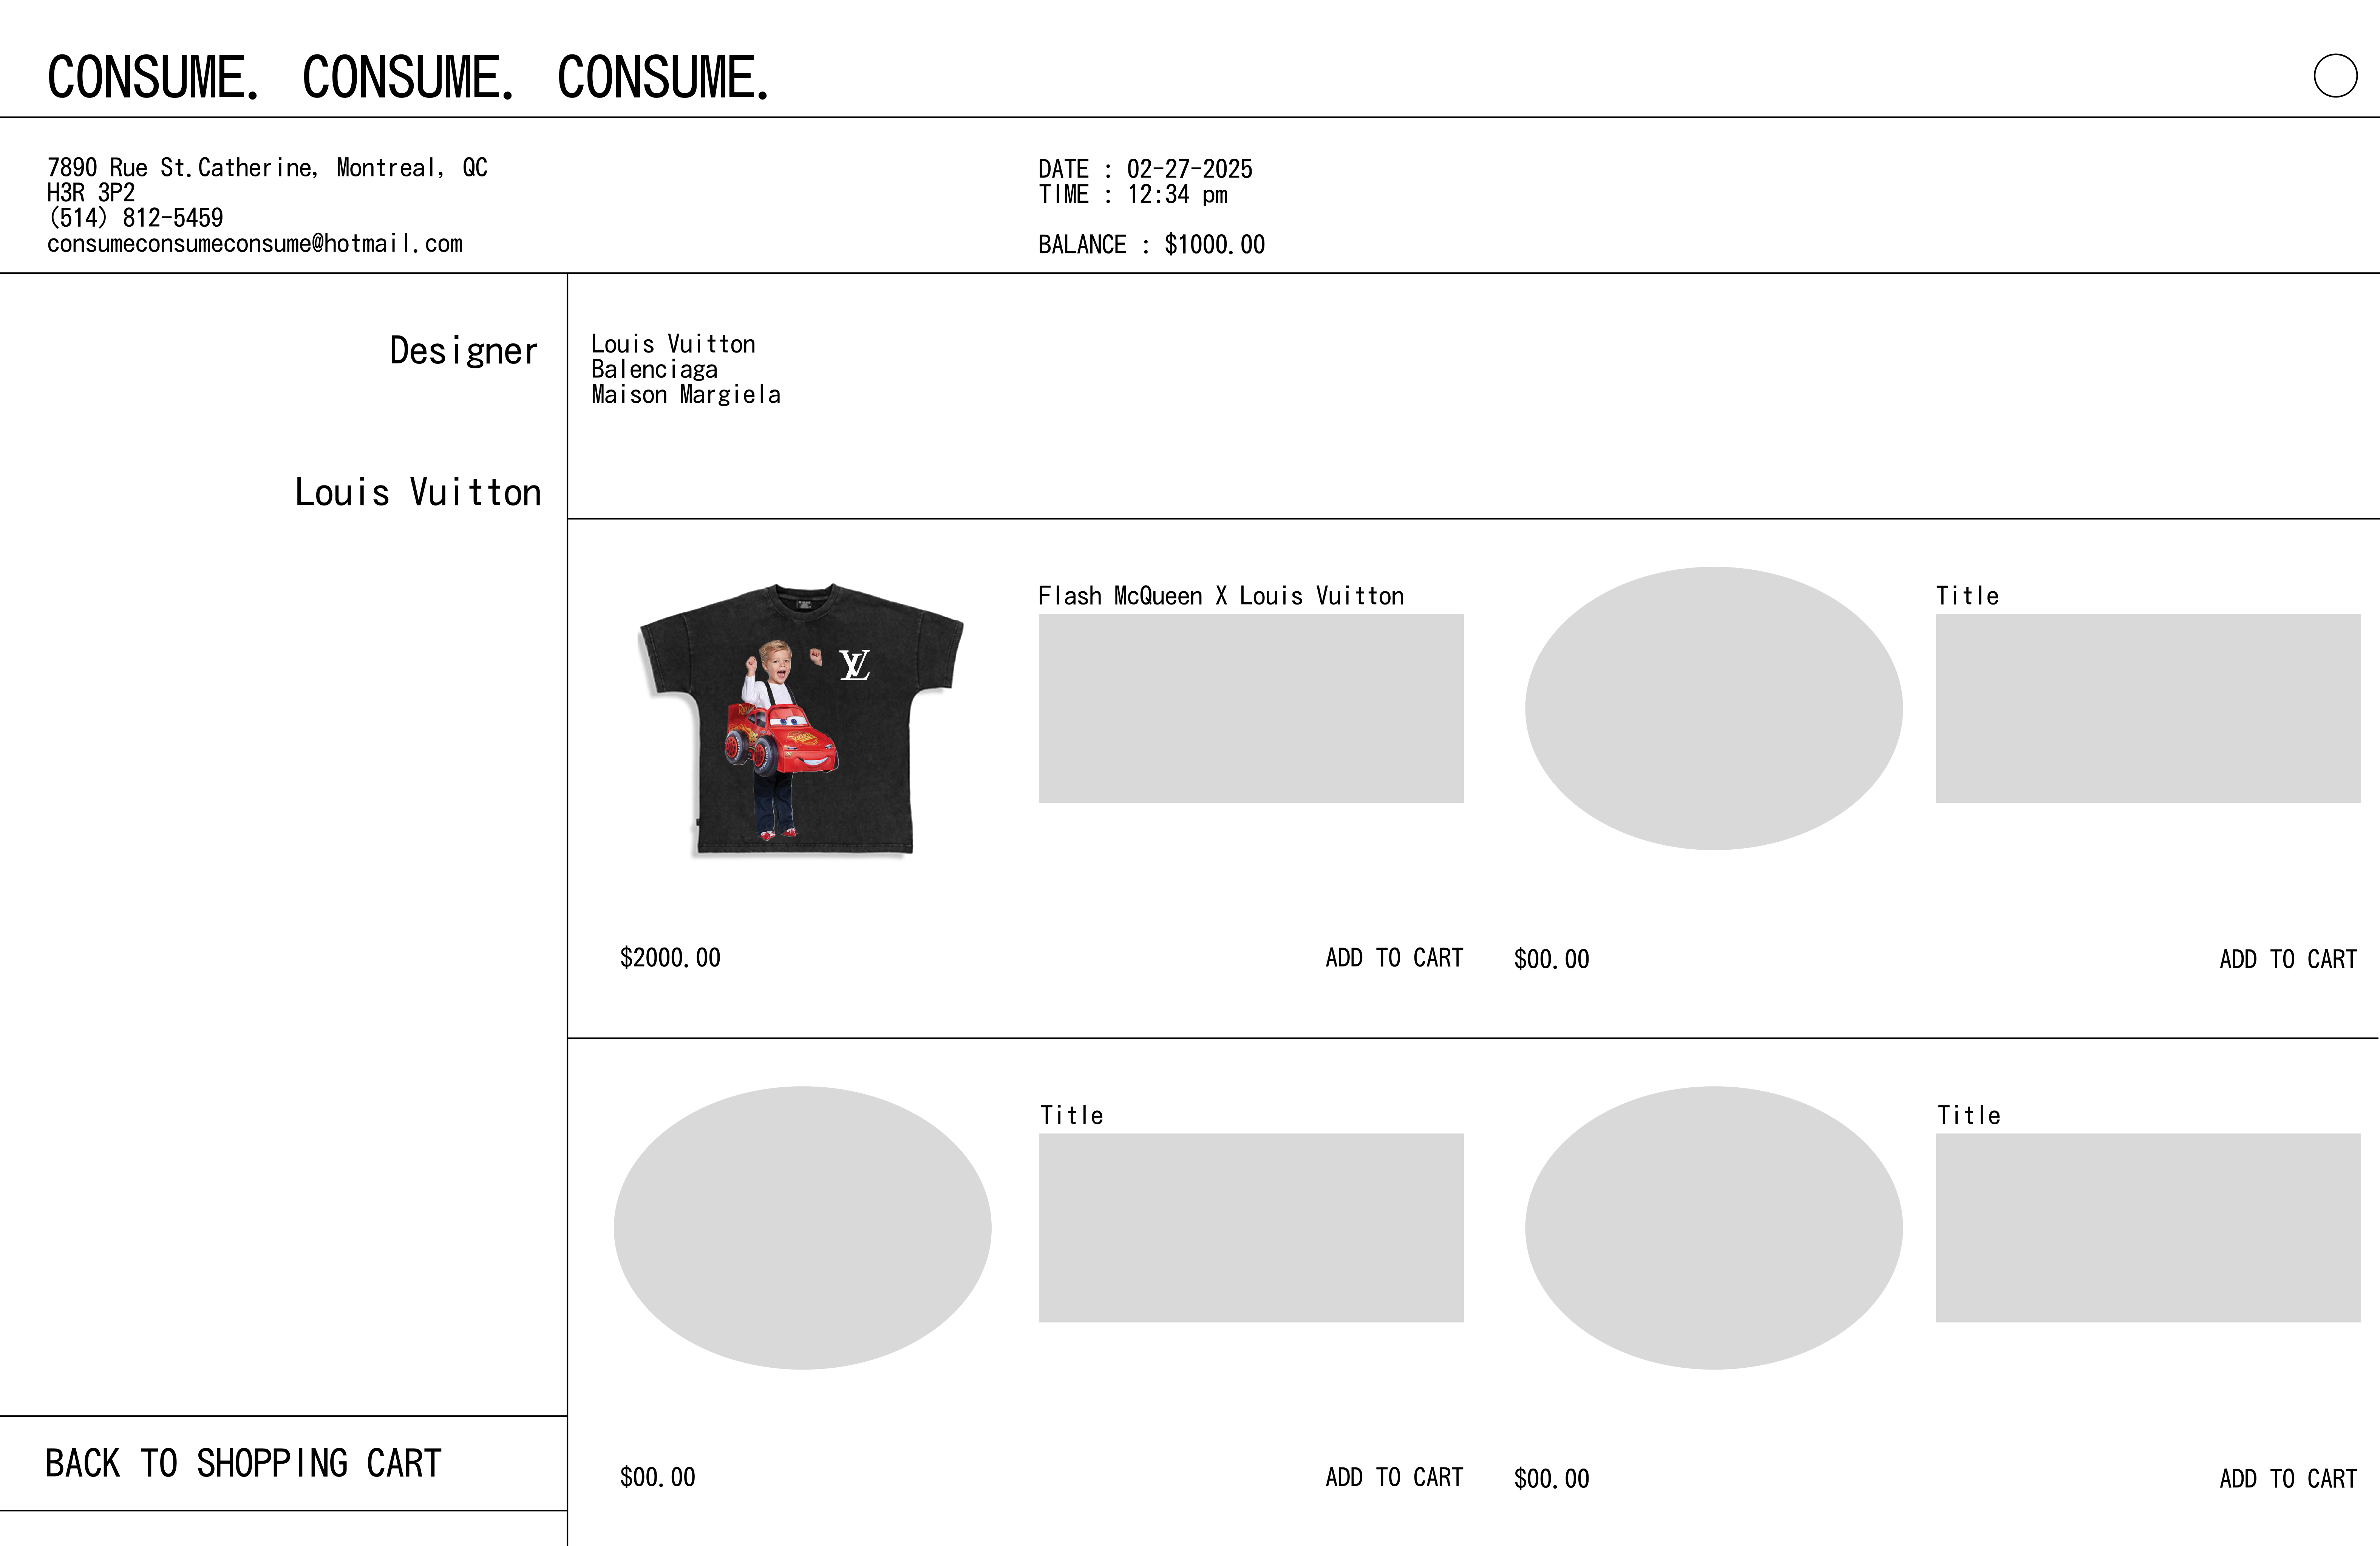 CONSUME. CONSUME. CONSUME.
7890 Rue St.Catherine, Montreal, QC
H3R 3P2
(514) 812-5459
consumeconsumeconsume@hotmail.com
DATE : 02-27-2025
TIME : 12:34 pm
BALANCE : $1000.00
Designer
Louis Vuitton
Balenciaga
Maison Margiela
Louis Vuitton
Flash McQueen X Louis Vuitton
LV
$2000.00
ADD TO CART
Title
$00.00
ADD TO CART
Title
$00.00
ADD TO CART
Title
$00.00
ADD TO CART
BACK TO SHOPPING CART